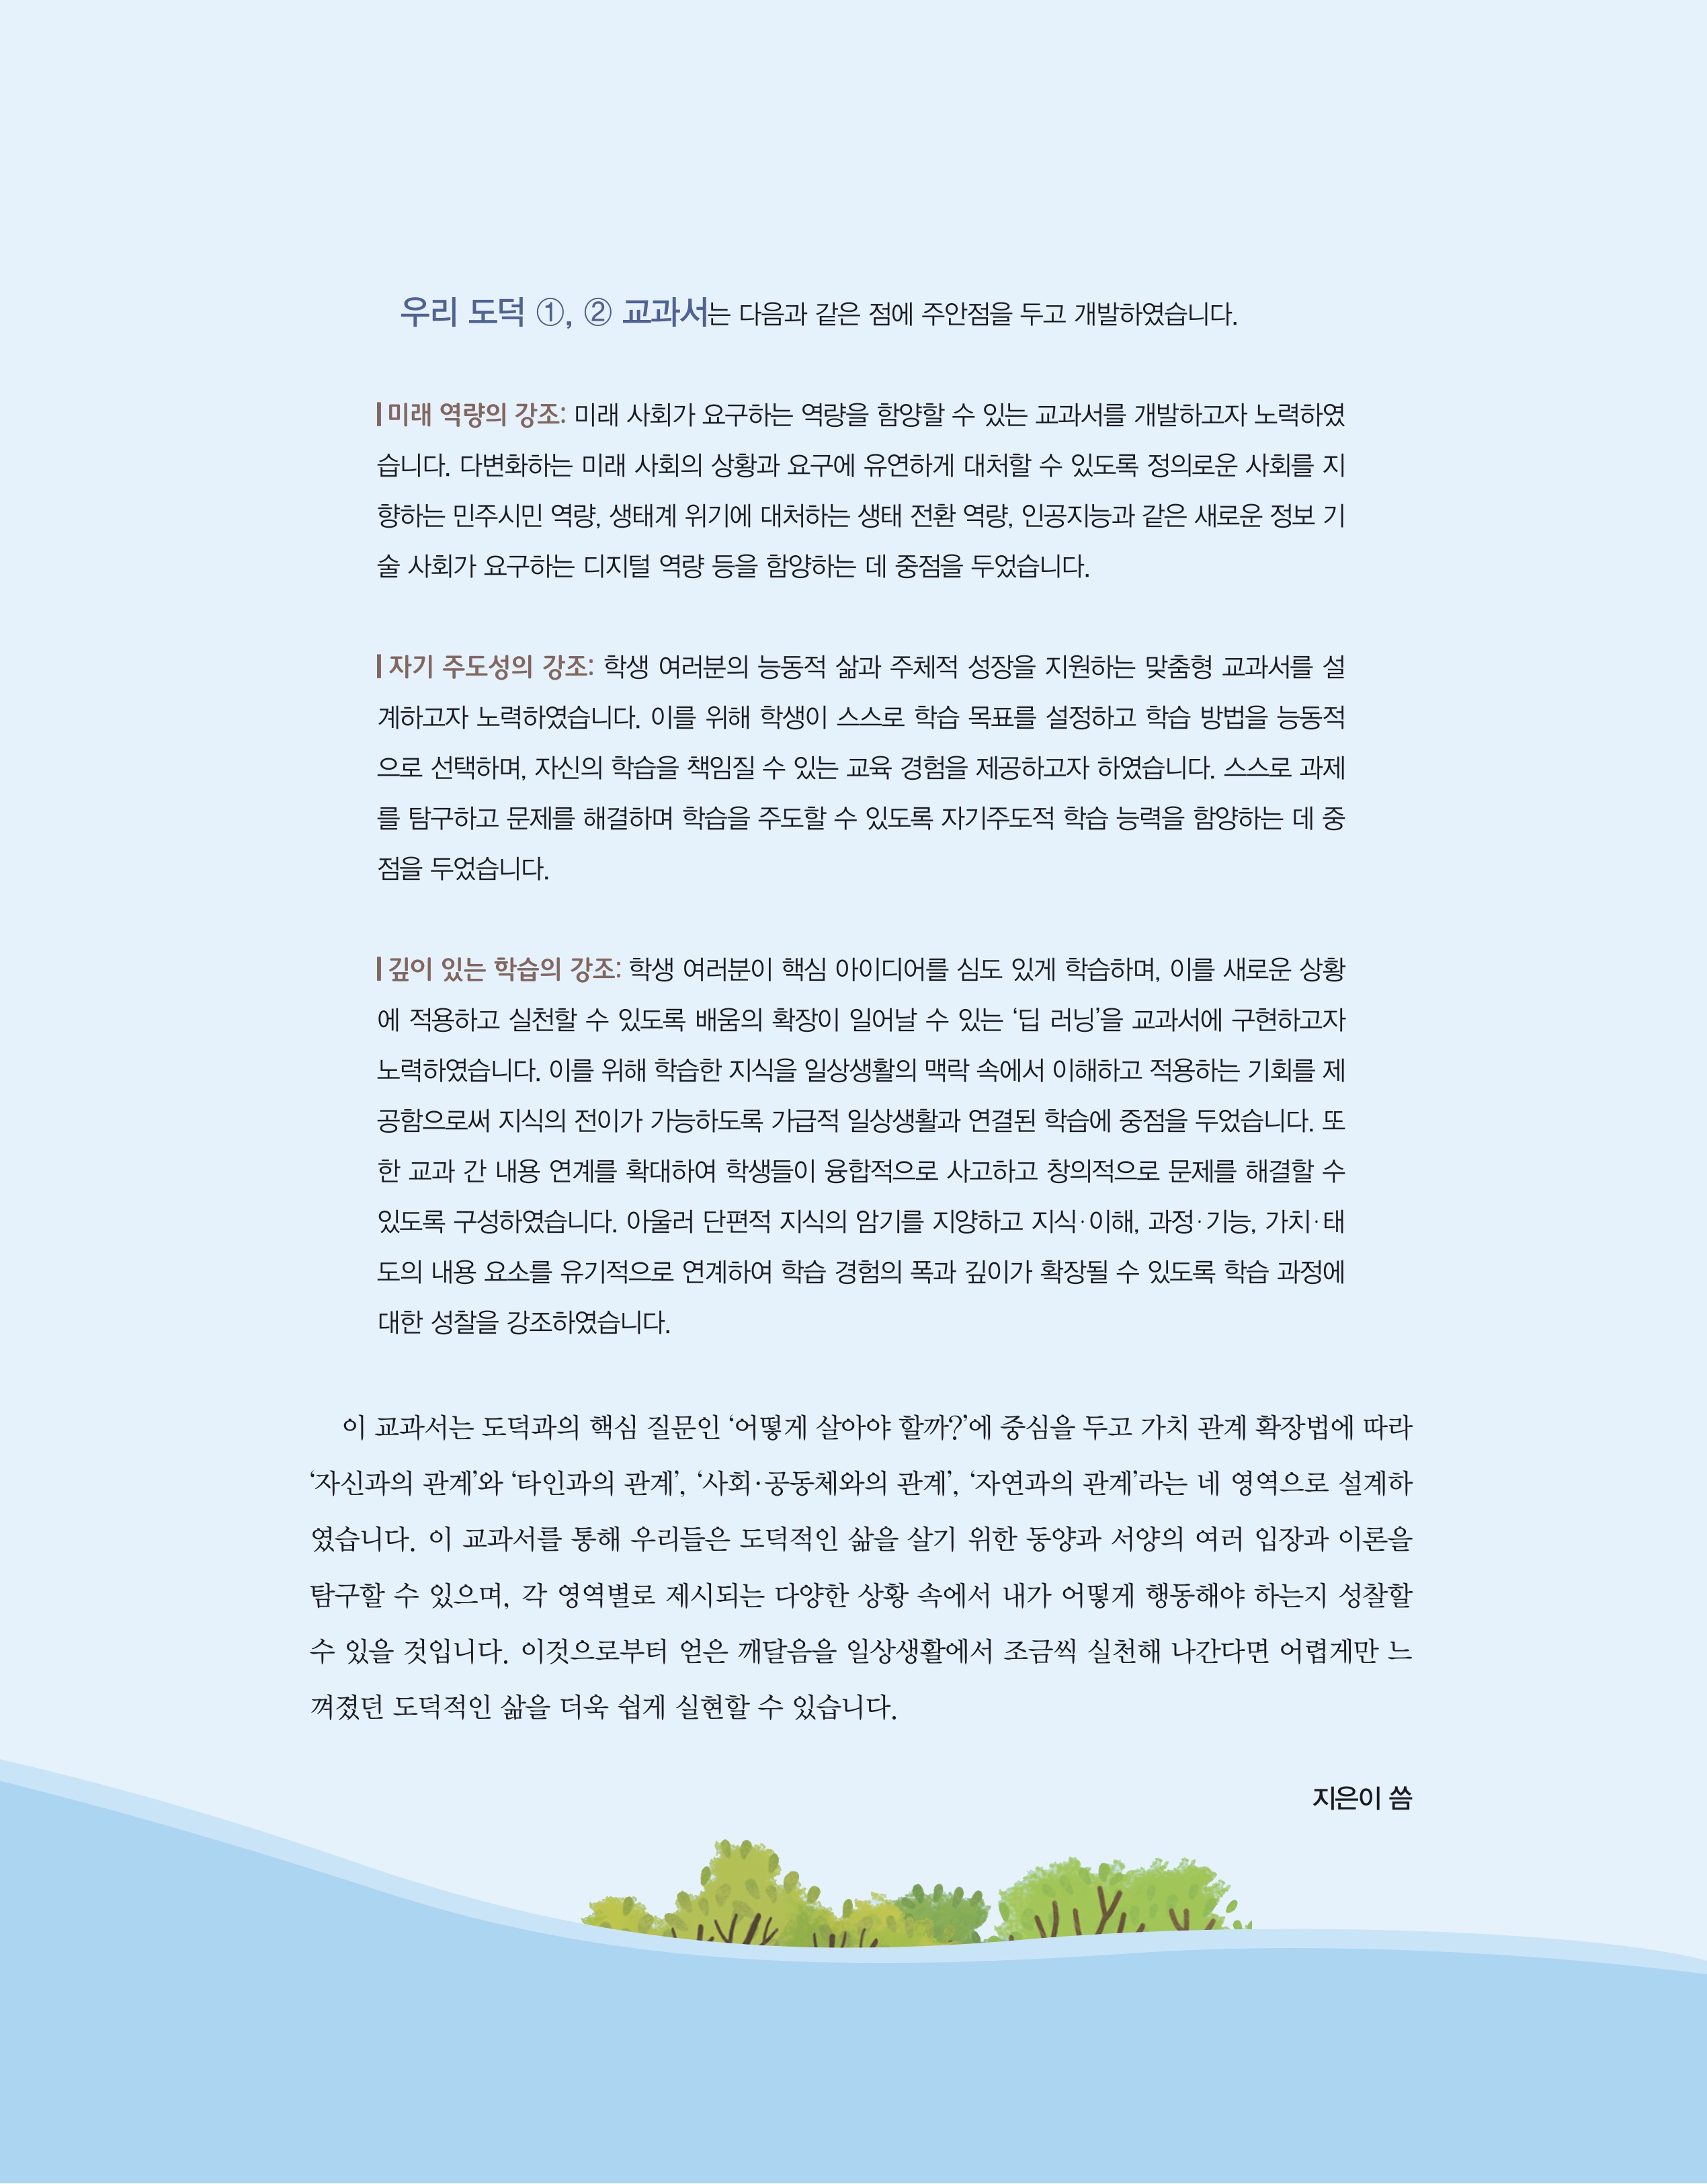 우리 도덕 ①, ② 교과서는 다음과 같은 점에 주안점을 두고 개발하였습니다.
미래 역량의 강조: 미래 사회가 요구하는 역량을 함양할 수 있는 교과서를 개발하고자 노력하였
습니다. 다변화하는 미래 사회의 상황과 요구에 유연하게 대처할 수 있도록 정의로운 사회를 지
향하는 민주시민 역량, 생태계 위기에 대처하는 생태 전환 역량, 인공지능과 같은 새로운 정보 기
술 사회가 요구하는 디지털 역량 등을 함양하는 데 중점을 두었습니다.
자기 주도성의 강조: 학생 여러분의 능동적 삶과 주체적 성장을 지원하는 맞춤형 교과서를 설
계하고자 노력하였습니다. 이를 위해 학생이 스스로 학습 목표를 설정하고 학습 방법을 능동적
으로 선택하며, 자신의 학습을 책임질 수 있는 교육 경험을 제공하고자 하였습니다. 스스로 과제
를 탐구하고 문제를 해결하며 학습을 주도할 수 있도록 자기주도적 학습 능력을 함양하는 데 중
점을 두었습니다.
깊이 있는 학습의 강조: 학생 여러분이 핵심 아이디어를 심도 있게 학습하며, 이를 새로운 상황
에 적용하고 실천할 수 있도록 배움의 확장이 일어날 수 있는 ‘딥 러닝’을 교과서에 구현하고자
노력하였습니다. 이를 위해 학습한 지식을 일상생활의 맥락 속에서 이해하고 적용하는 기회를 제
공함으로써 지식의 전이가 가능하도록 가급적 일상생활과 연결된 학습에 중점을 두었습니다. 또
한 교과 간 내용 연계를 확대하여 학생들이 융합적으로 사고하고 창의적으로 문제를 해결할 수
있도록 구성하였습니다. 아울러 단편적 지식의 암기를 지양하고 지식·이해, 과정·기능, 가치·태
도의 내용 요소를 유기적으로 연계하여 학습 경험의 폭과 깊이가 확장될 수 있도록 학습 과정에
대한 성찰을 강조하였습니다.
이 교과서는 도덕과의 핵심 질문인 ‘어떻게 살아야 할까?’에 중심을 두고 가치 관계 확장법에 따라
‘자신과의 관계’와 ‘타인과의 관계’, ‘사회·공동체와의 관계’, ‘자연과의 관계’라는 네 영역으로 설계하
였습니다. 이 교과서를 통해 우리들은 도덕적인 삶을 살기 위한 동양과 서양의 여러 입장과 이론을
탐구할 수 있으며, 각 영역별로 제시되는 다양한 상황 속에서 내가 어떻게 행동해야 하는지 성찰할
수 있을 것입니다. 이것으로부터 얻은 깨달음을 일상생활에서 조금씩 실천해 나간다면 어렵게만 느
껴졌던 도덕적인 삶을 더욱 쉽게 실현할 수 있습니다.
지은이 씀